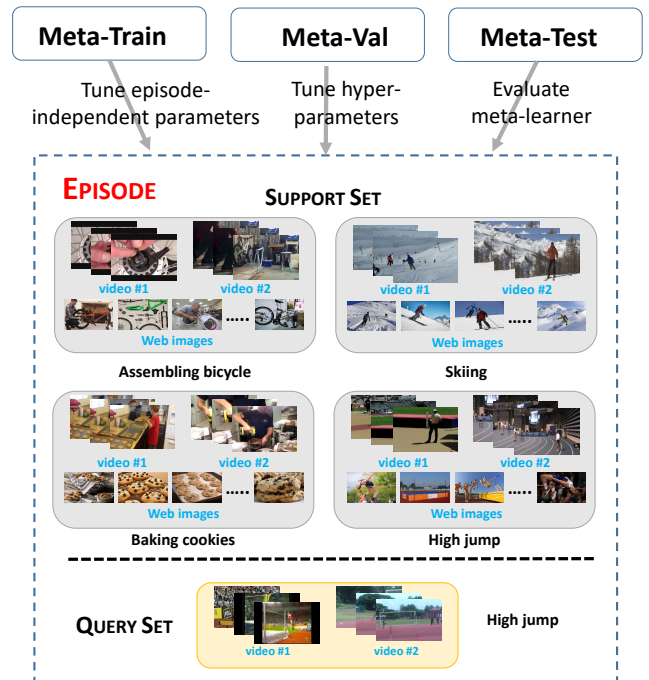 Meta-Train
Meta-Val
Meta-Test
Tune episode-
independent parameters
Tune hyper-
parameters
Evaluate
meta-learner
EPISODE
SUPPORT SET
video #1
video #2
Web images
.....
Assembling bicycle
video #1
video #2
Web images
.....
Skiing
video #1
video #2
Web images
.....
Baking cookies
video #1
video #2
Web images
.....
High jump
QUERY SET
video #1
video #2
High jump